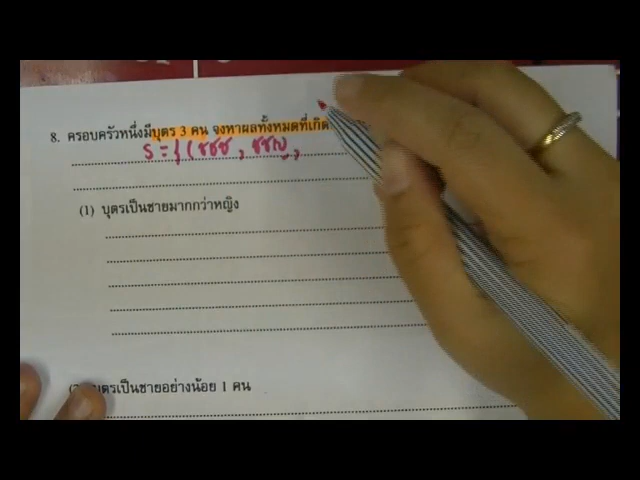 8. ครอบครัวหนึ่งมีบุตร 3 คน จงหาผลทั้งหมดที่เกิด
S = { ( ชชช , ชชญ ,
(1) บุตรเป็นชายมากกว่าหญิง
บุตรเป็นชายอย่างน้อย 1 คน